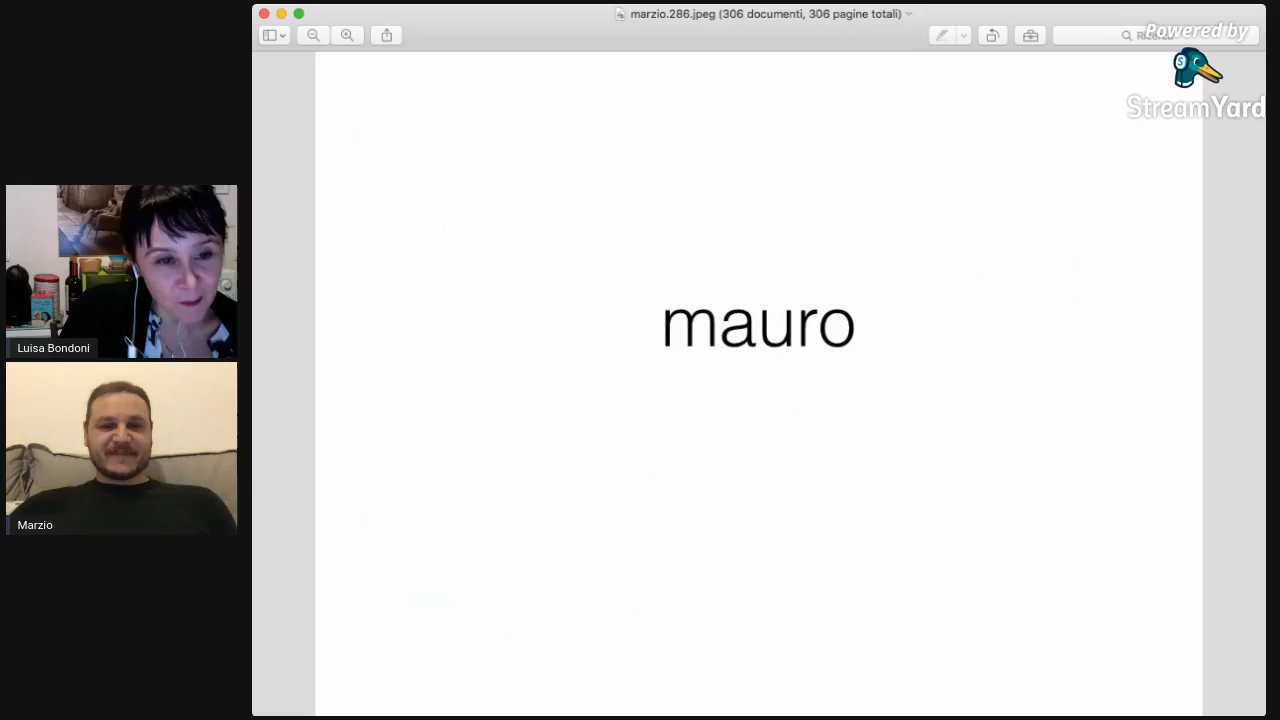 marzio.286.jpeg (306 documenti, 306 pagine totali)
Powered by
StreamYard
mauro
Luisa Bondoni
Marzio